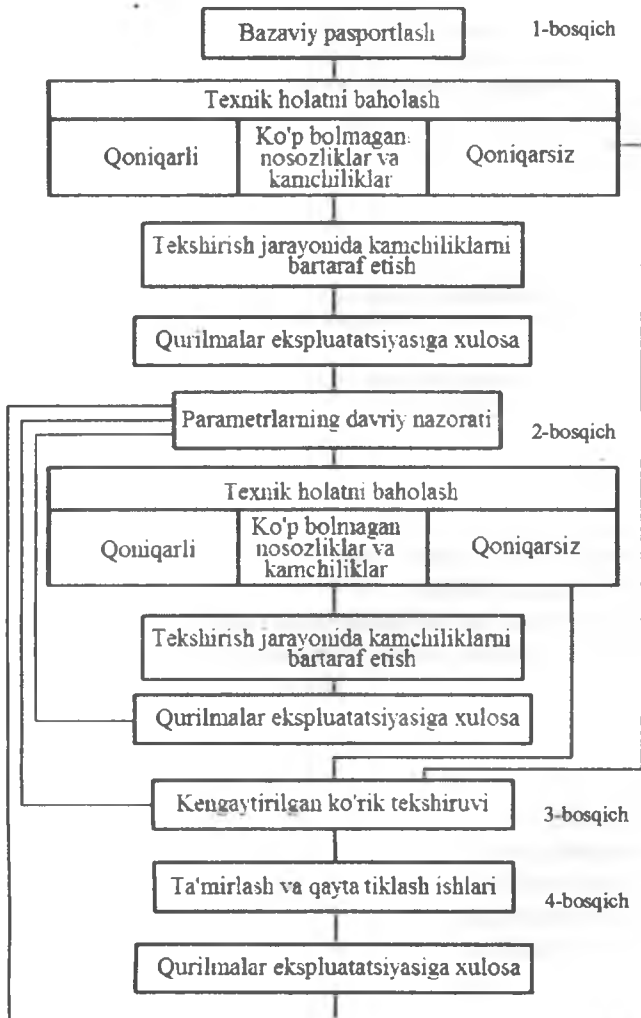 Bazaviy pasportlash
1-bosqich
Texnik holatni baholash
Qoniqarli
Ko'p bolmagan
nosozliklar va
kamchiliklar
Qoniqarsiz
Tekshirish jarayonida kamchiliklarni
bartaraf etish
Qurilmalar ekspluatatsiyasiga xulosa
Parametrlarning davriy nazorati
2-bosqich
Texnik holatni baholash
Qoniqarli
Ko'p bolmagan
nosozliklar va
kamchiliklar
Qoniqarsiz
Tekshirish jarayonida kamchiliklarni
bartaraf etish
Qurilmalar ekspluatatsiyasiga xulosa
Kengaytirilgan ko'rik tekshiruvi
3-bosqich
Ta'mirlash va qayta tiklash ishlari
4-bosqich
Qurilmalar ekspluatatsiyasiga xulosa